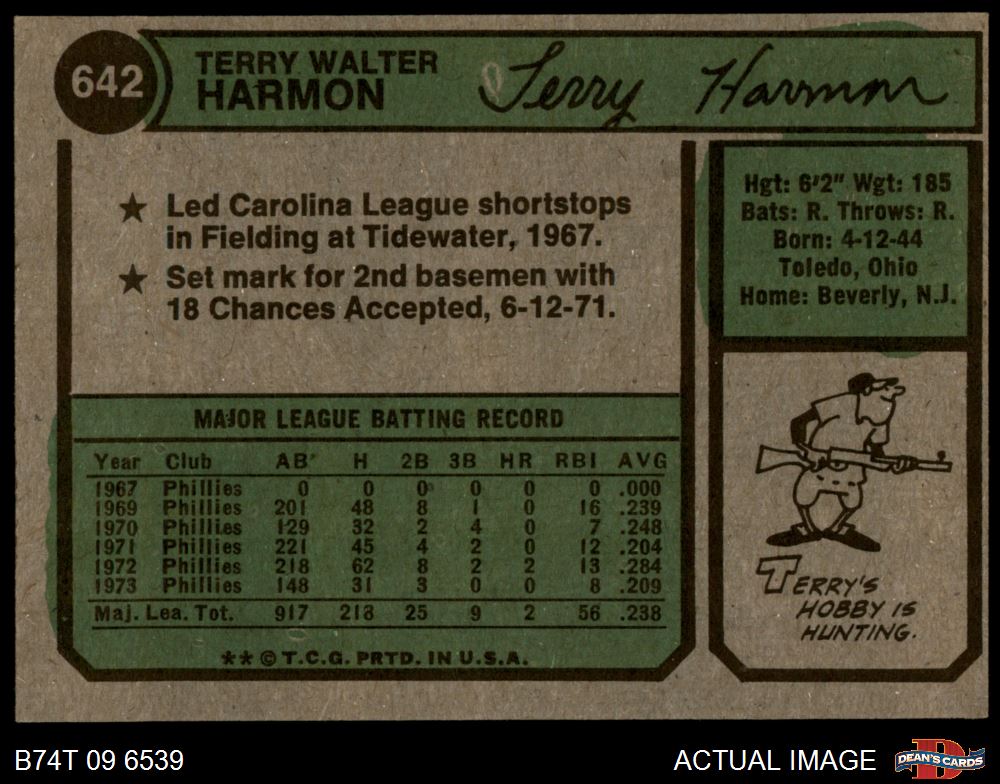 642
TERRY WALTER
HARMON
Terry Harmon
★ Led Carolina League shortstops
in Fielding at Tidewater, 1967.
★ Set mark for 2nd basemen with
18 Chances Accepted, 6-12-71.
Hgt: 6'2" Wgt: 185
Bats: R. Throws: R.
Born: 4-12-44
Toledo, Ohio
Home: Beverly, N.J.
MAJOR LEAGUE BATTING RECORD
Year Club AB H 2B 3B HR RBI AVG
1967 Phillies 0 0 0 0 0 0 .000
1969 Phillies 201 48 8 1 0 16 .239
1970 Phillies 129 32 2 4 0 7 .248
1971 Phillies 221 45 4 2 0 12 .204
1972 Phillies 218 62 8 2 2 13 .284
1973 Phillies 148 31 3 0 0 8 .209
Maj. Lea. Tot. 917 218 25 9 2 56 .238
** © T.C.G. PRTD. IN U.S.A.
TERRY'S
HOBBY IS
HUNTING.
B74T 09 6539
ACTUAL IMAGE
DEAN'S CARDS